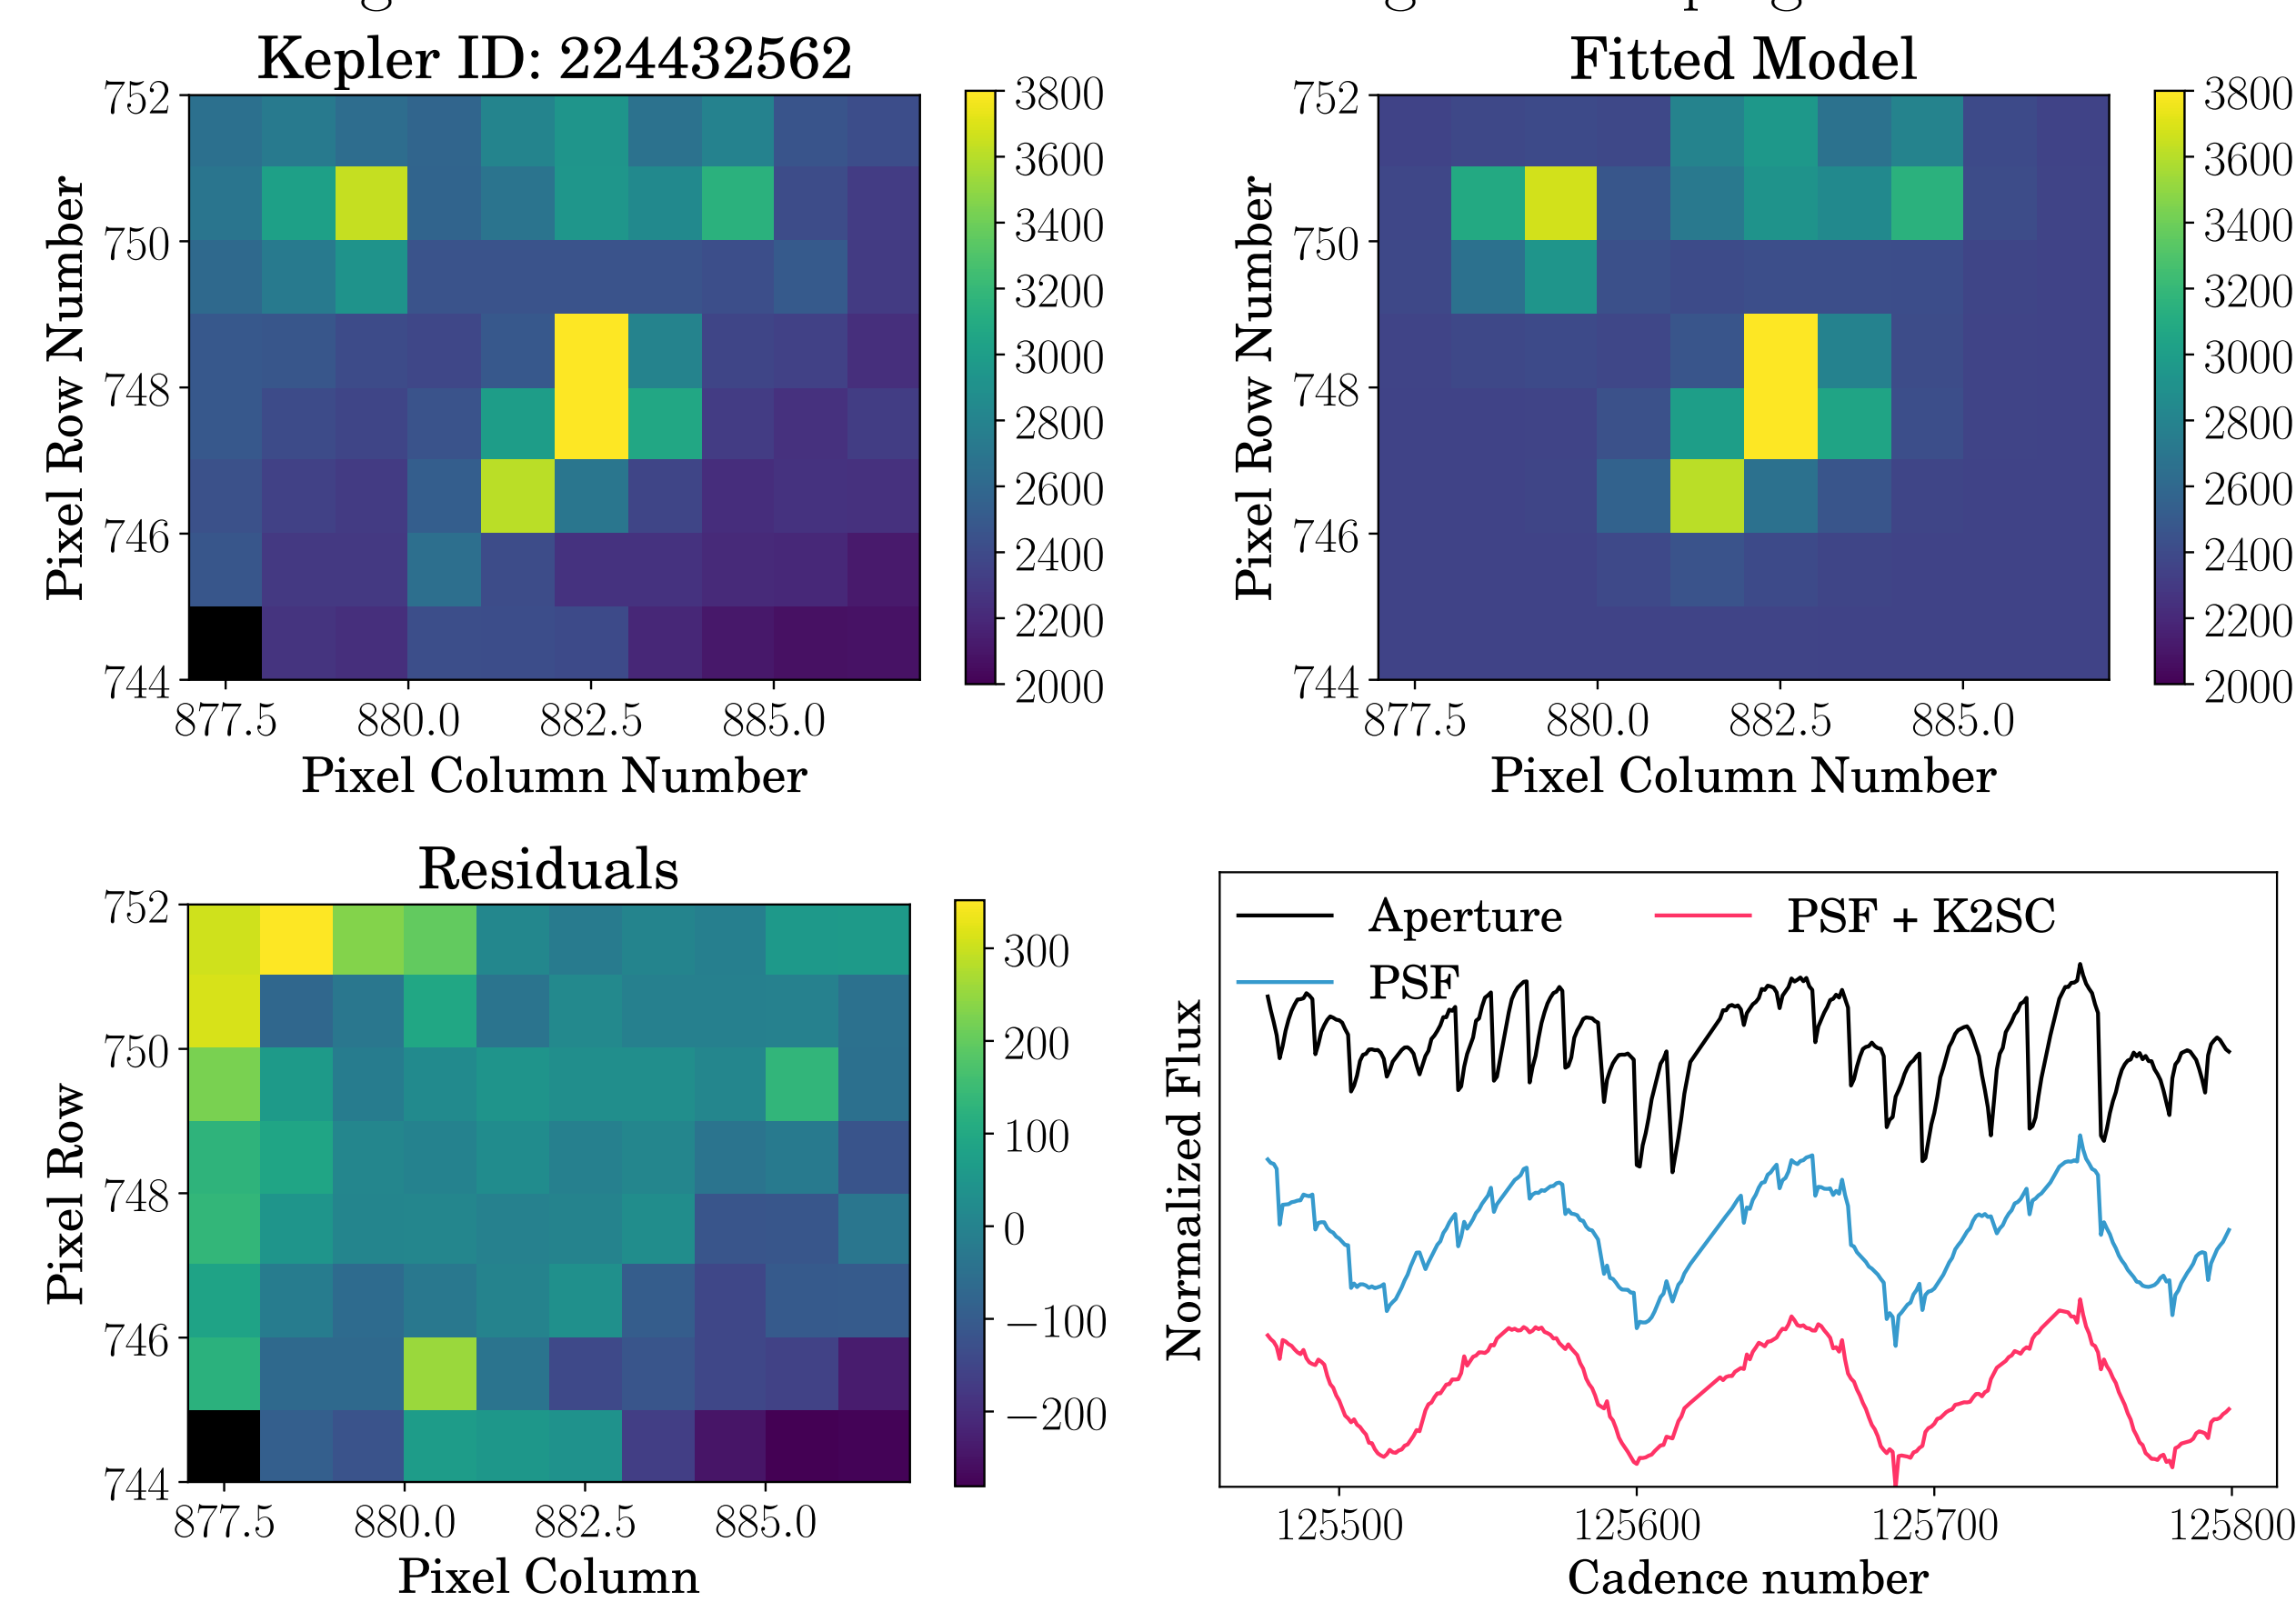 Kepler ID: 224432562
752
750
748
746
744
Pixel Row Number
877.5 880.0 882.5 885.0
Pixel Column Number
3800
3600
3400
3200
3000
2800
2600
2400
2200
2000
Fitted Model
752
750
748
746
744
Pixel Row Number
877.5 880.0 882.5 885.0
Pixel Column Number
3800
3600
3400
3200
3000
2800
2600
2400
2200
2000
Residuals
752
750
748
746
744
Pixel Row
877.5 880.0 882.5 885.0
Pixel Column
300
200
100
0
−100
−200
Aperture PSF + K2SC
PSF
Normalized Flux
125500 125600 125700 125800
Cadence number